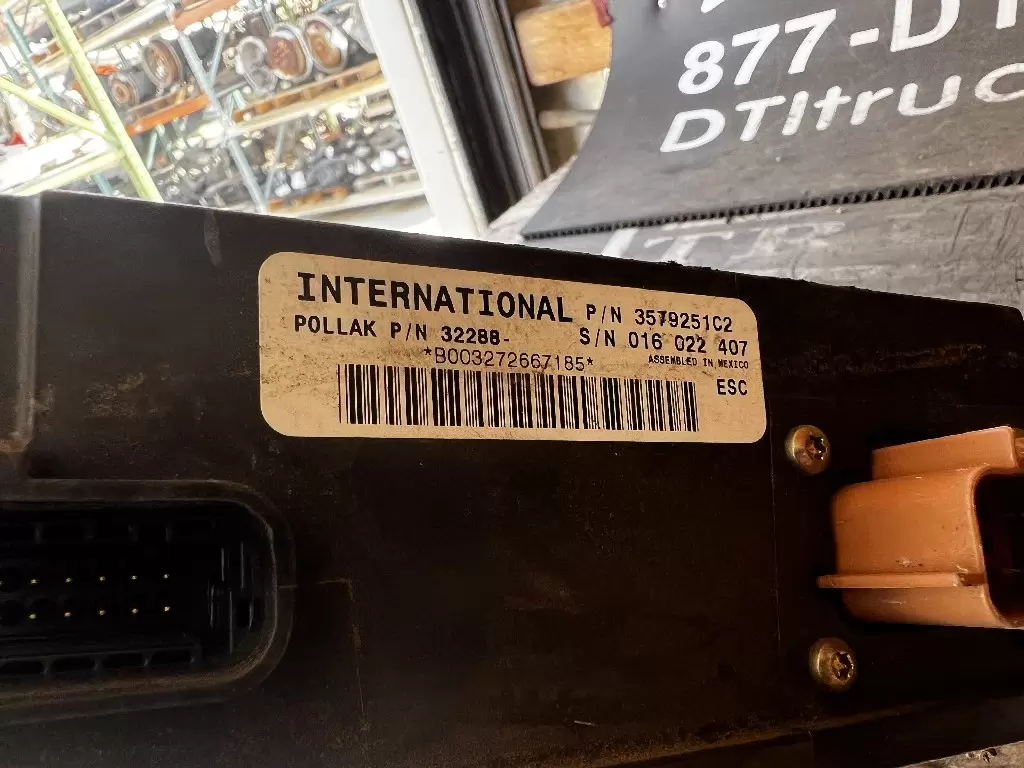 877-DT
DTItruc
INTERNATIONAL P/N 3579251C2
POLLAK P/N 32288- S/N 016 022 407
*B003272667185* ASSEMBLED IN MEXICO
ESC